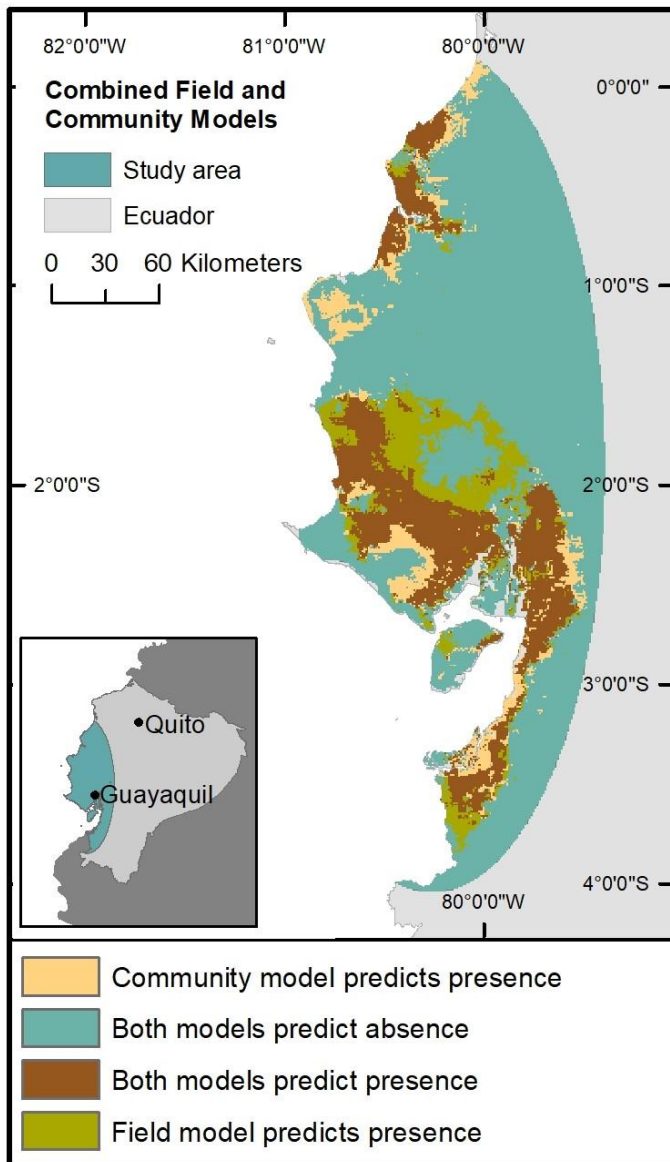 82°0'0"W 81°0'0"W 80°0'0"W
Combined Field and
Community Models
0°0'0"
Study area
Ecuador
0 30 60 Kilometers
1°0'0"S
2°0'0"S 2°0'0"S
3°0'0"S
Quito
Guayaquil
4°0'0"S
80°0'0"W
Community model predicts presence
Both models predict absence
Both models predict presence
Field model predicts presence